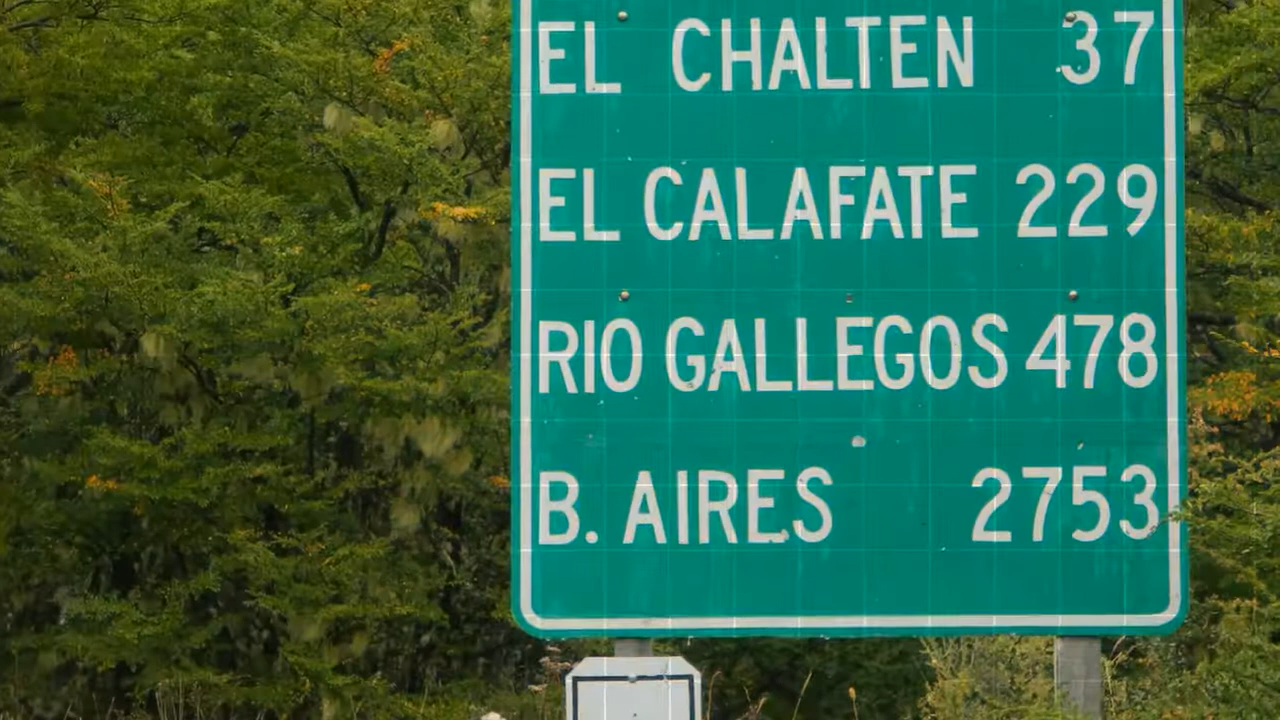 EL CHALTEN 37
EL CALAFATE 229
RIO GALLEGOS 478
B. AIRES 2753